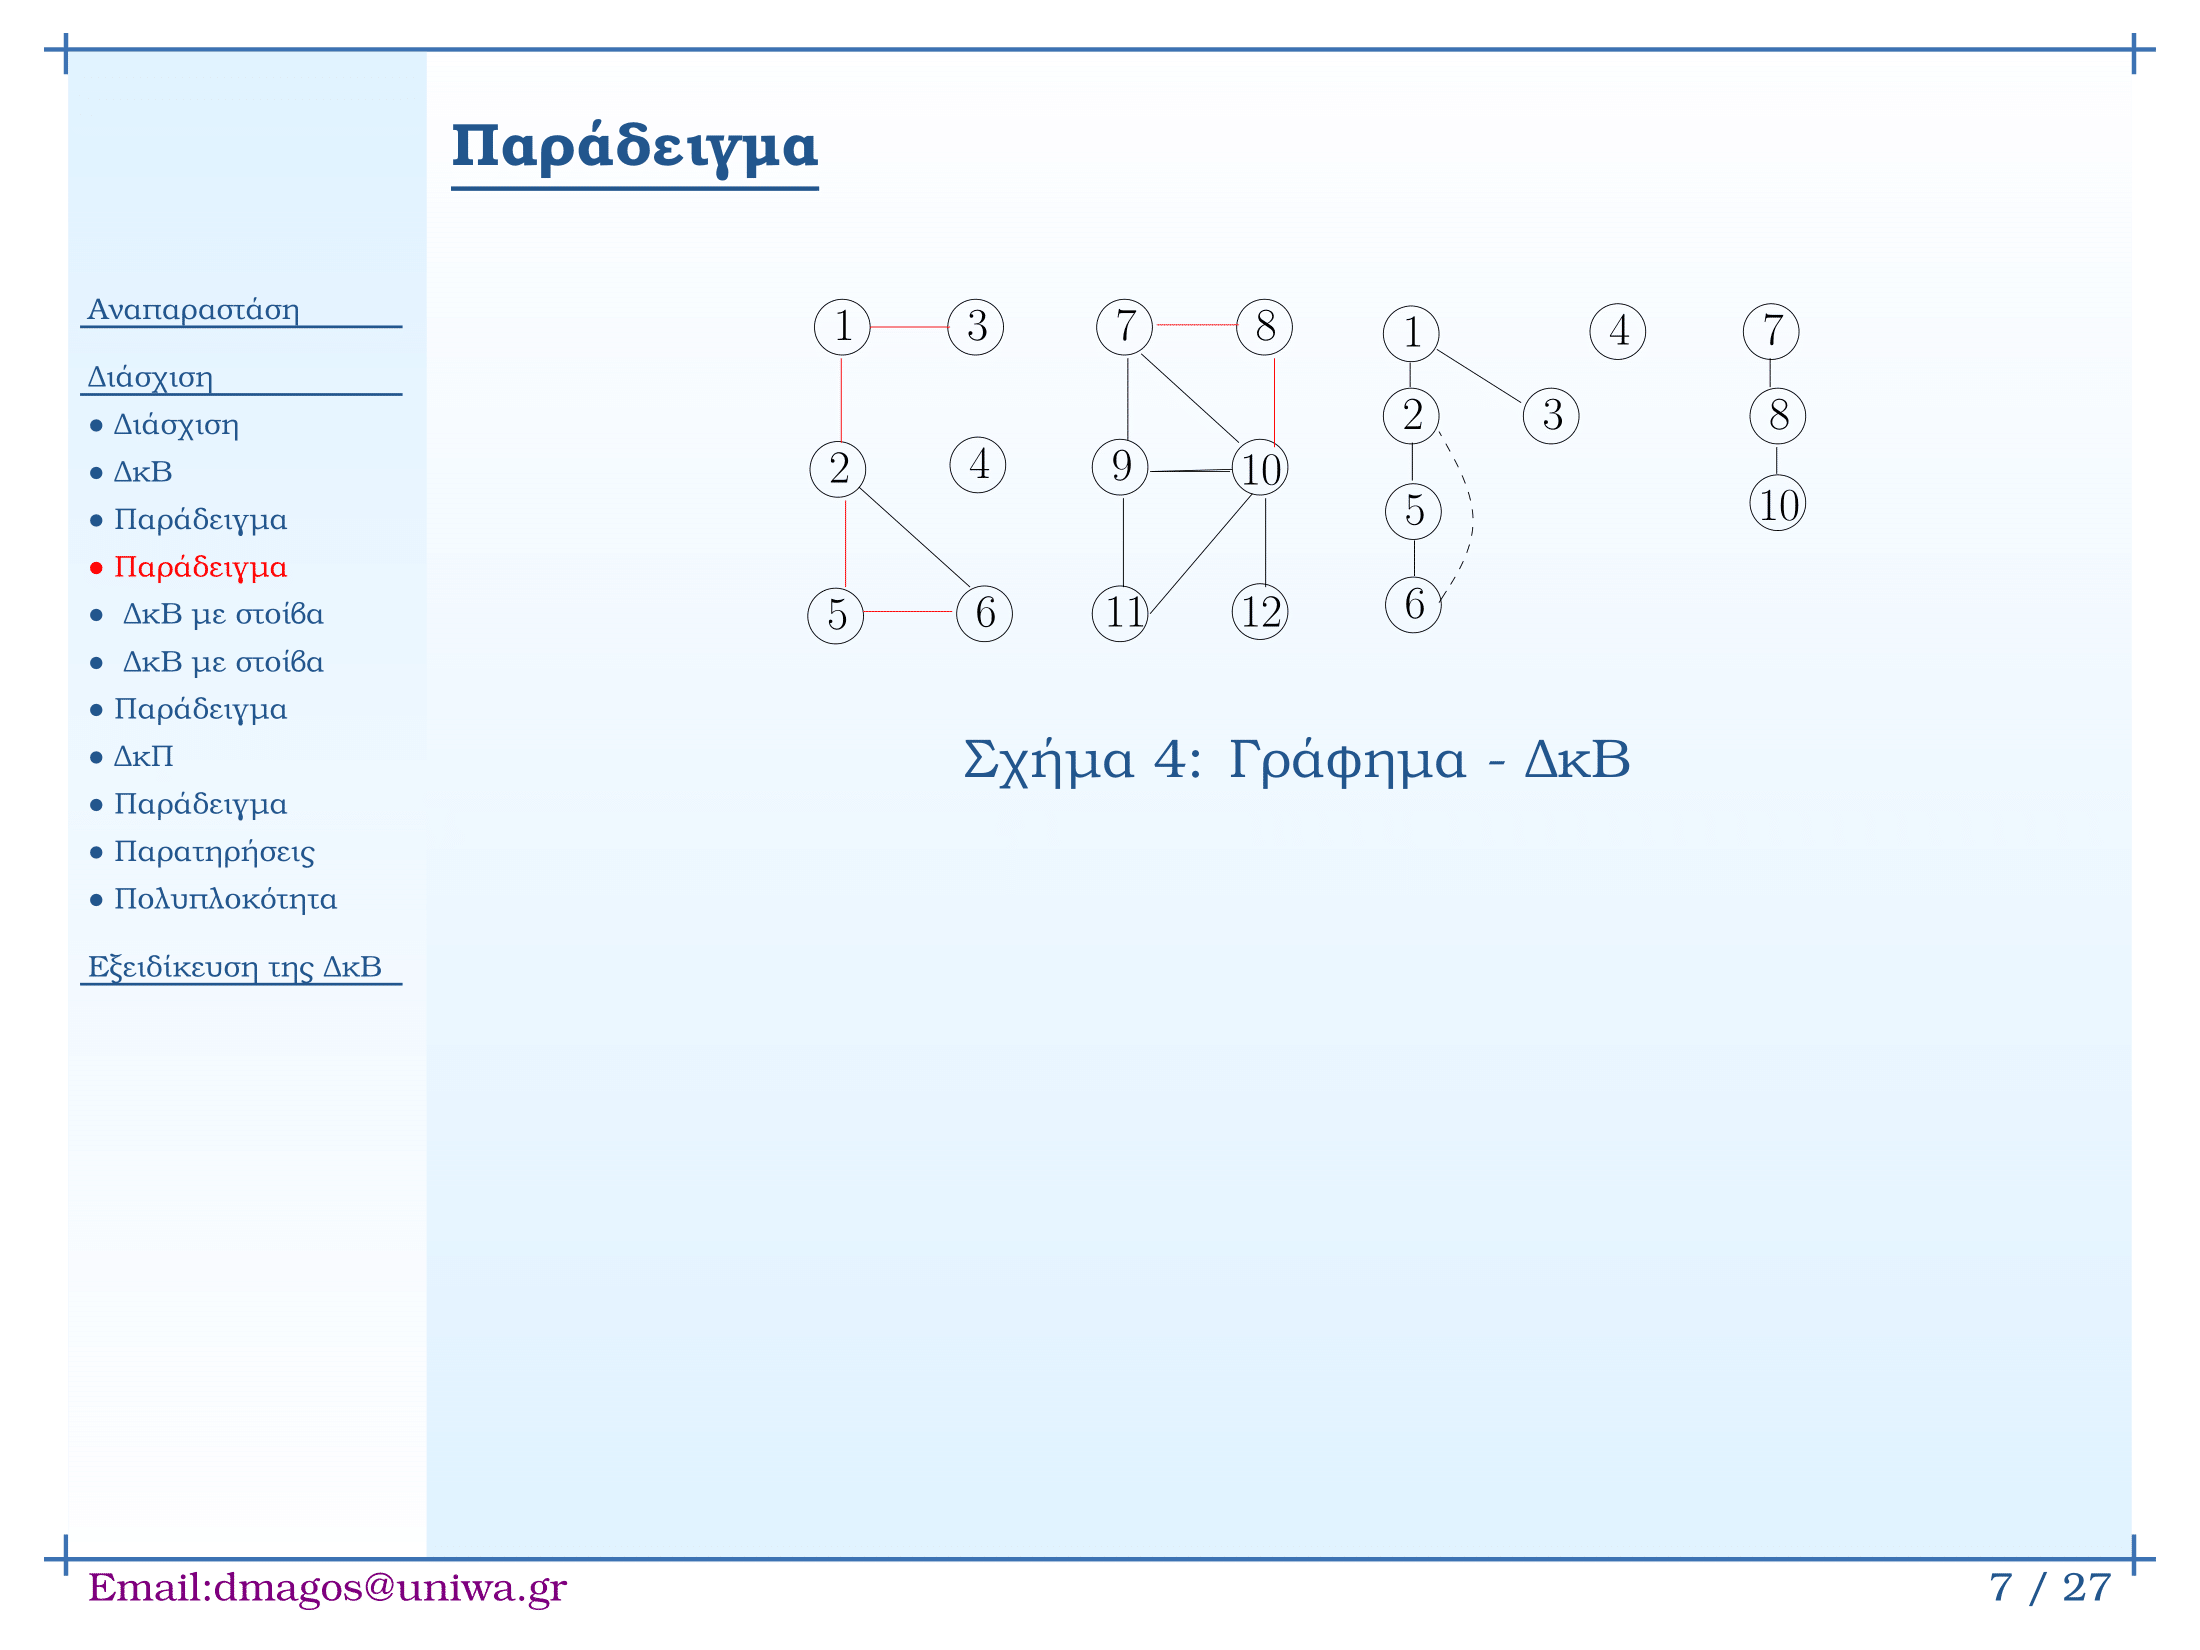 Παράδειγμα
Αναπαραστάση
Διάσχιση
● Διάσχιση
● ΔκΒ
● Παράδειγμα
● Παράδειγμα
● ΔκΒ με στοίβα
● ΔκΒ με στοίβα
● Παράδειγμα
● ΔκΠ
● Παράδειγμα
● Παρατηρήσεις
● Πολυπλοκότητα
Εξειδίκευση της ΔκΒ
1 3 7 8 1 4 7
2 3 8
2 4 9 10
5 10
5 6 11 12 6
Σχήμα 4: Γράφημα - ΔκΒ
Email:dmagos@uniwa.gr
7 / 27